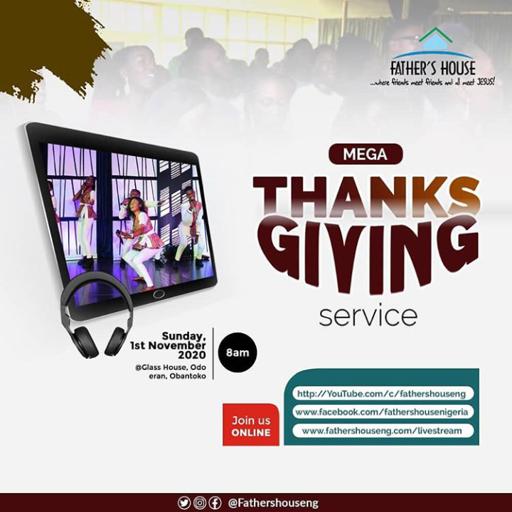 FATHER'S HOUSE
...where friends meet friends and all meet JESUS!
MEGA
THANKS
GIVING
service
Sunday,
1st November
2020
8am
@Glass House, Odo
eran, Obantoko
Join us
ONLINE
http://YouTube.com/c/fathershouseng
www.facebook.com/fathershousenigeria
www.fathershouseng.com/livestream
@Fathershouseng